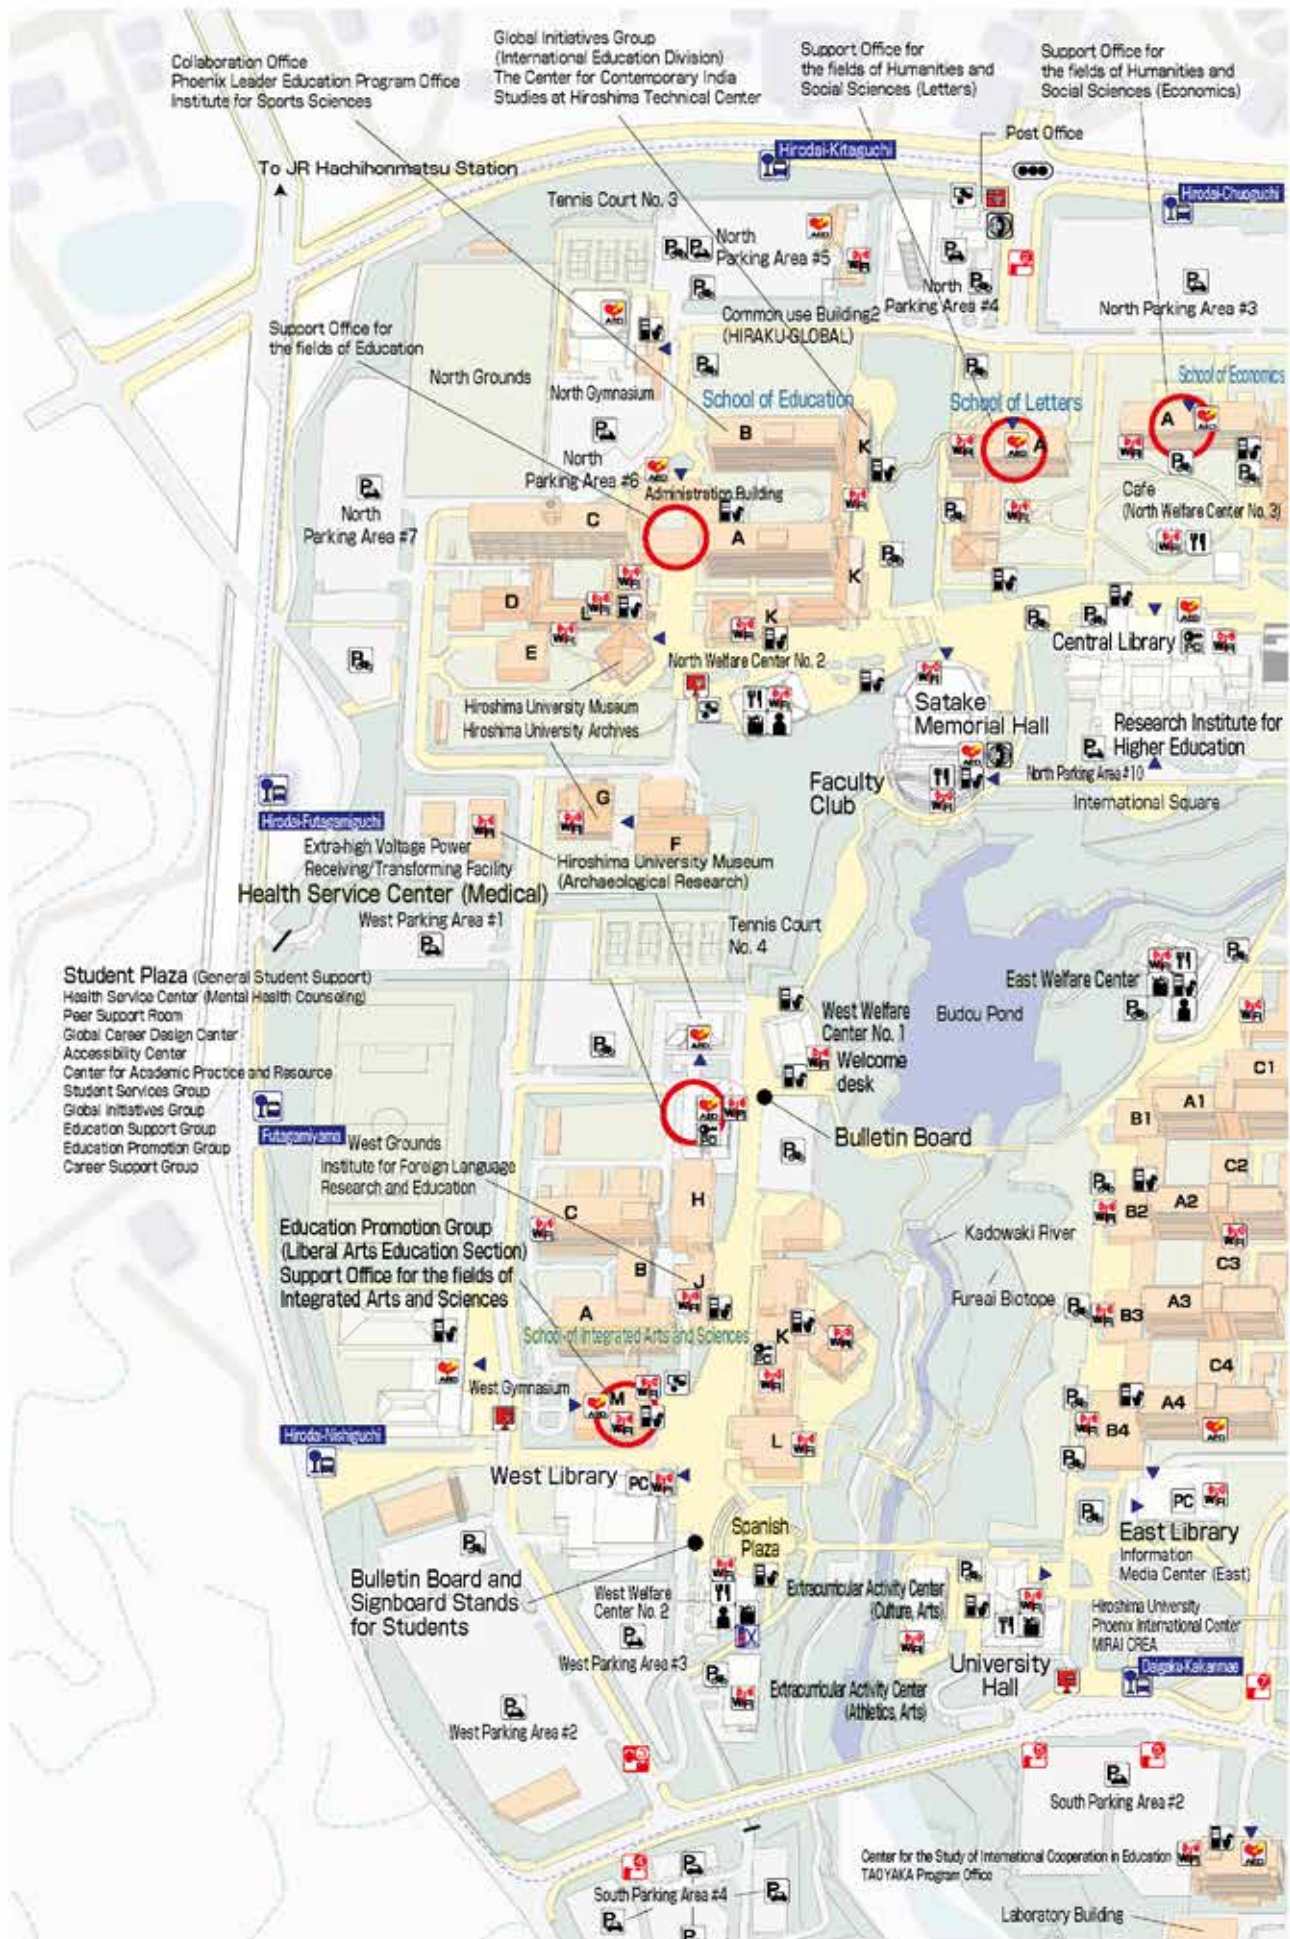 Collaboration Office
Phoenix Leader Education Program Office
Institute for Sports Sciences
Global Initiatives Group
(International Education Division)
The Center for Contemporary India
Studies at Hiroshima Technical Center
Support Office for
the fields of Humanities and
Social Sciences (Letters)
Support Office for
the fields of Humanities and
Social Sciences (Economics)
Post Office
Hirodai-Kitaguchi
To JR Hachihonmatsu Station
Hirodai-Chuoguchi
Tennis Court No. 3
North
Parking Area #5
North
Parking Area #4
North Parking Area #3
Common use Building2
(HIRAKU-GLOBAL)
Support Office for
the fields of Education
North Grounds
North Gymnasium
School of Education
School of Letters
School of Economics
B
K
A
A
North
Parking Area #6
Administration Building
Cafe
(North Welfare Center No. 3)
North
Parking Area #7
C
A
K
D
L
K
E
North Welfare Center No. 2
Central Library
PC
Hiroshima University Museum
Hiroshima University Archives
Satake
Memorial Hall
Research Institute for
Higher Education
North Parking Area #10
International Square
Faculty
Club
Hirodai-Futagamiguchi
G
F
Extra-high Voltage Power
Receiving/Transforming Facility
Hiroshima University Museum
(Archaeological Research)
Health Service Center (Medical)
West Parking Area #1
Tennis Court
No. 4
Student Plaza (General Student Support)
Health Service Center (Mental Health Counseling)
Peer Support Room
Global Career Design Center
Accessibility Center
Center for Academic Practice and Resource
Student Services Group
Global Initiatives Group
Education Support Group
Education Promotion Group
Career Support Group
East Welfare Center
West Welfare
Center No. 1
Budou Pond
Welcome
desk
C1
A1
B1
Futagamiyama
West Grounds
Bulletin Board
PC
Institute for Foreign Language
Research and Education
C2
A2
B2
C
H
Kadowaki River
Education Promotion Group
(Liberal Arts Education Section)
Support Office for the fields of
Integrated Arts and Sciences
B
J
C3
Fureai Biotope
A3
B3
A
School of Integrated Arts and Sciences
K
PC
C4
West Gymnasium
M
A4
B4
Hirodai-Nishiguchi
L
West Library
PC
PC
East Library
Information
Media Center (East)
Spanish
Plaza
Bulletin Board and
Signboard Stands
for Students
West Welfare
Center No. 2
Extracurricular Activity Center
(Culture, Arts)
Hiroshima University
Phoenix International Center
MIRAI CREA
West Parking Area #3
University
Hall
Daigaku-Kaikanmae
Extracurricular Activity Center
(Athletics, Arts)
West Parking Area #2
South Parking Area #2
Center for the Study of International Cooperation in Education
TAOYAKA Program Office
South Parking Area #4
Laboratory Building